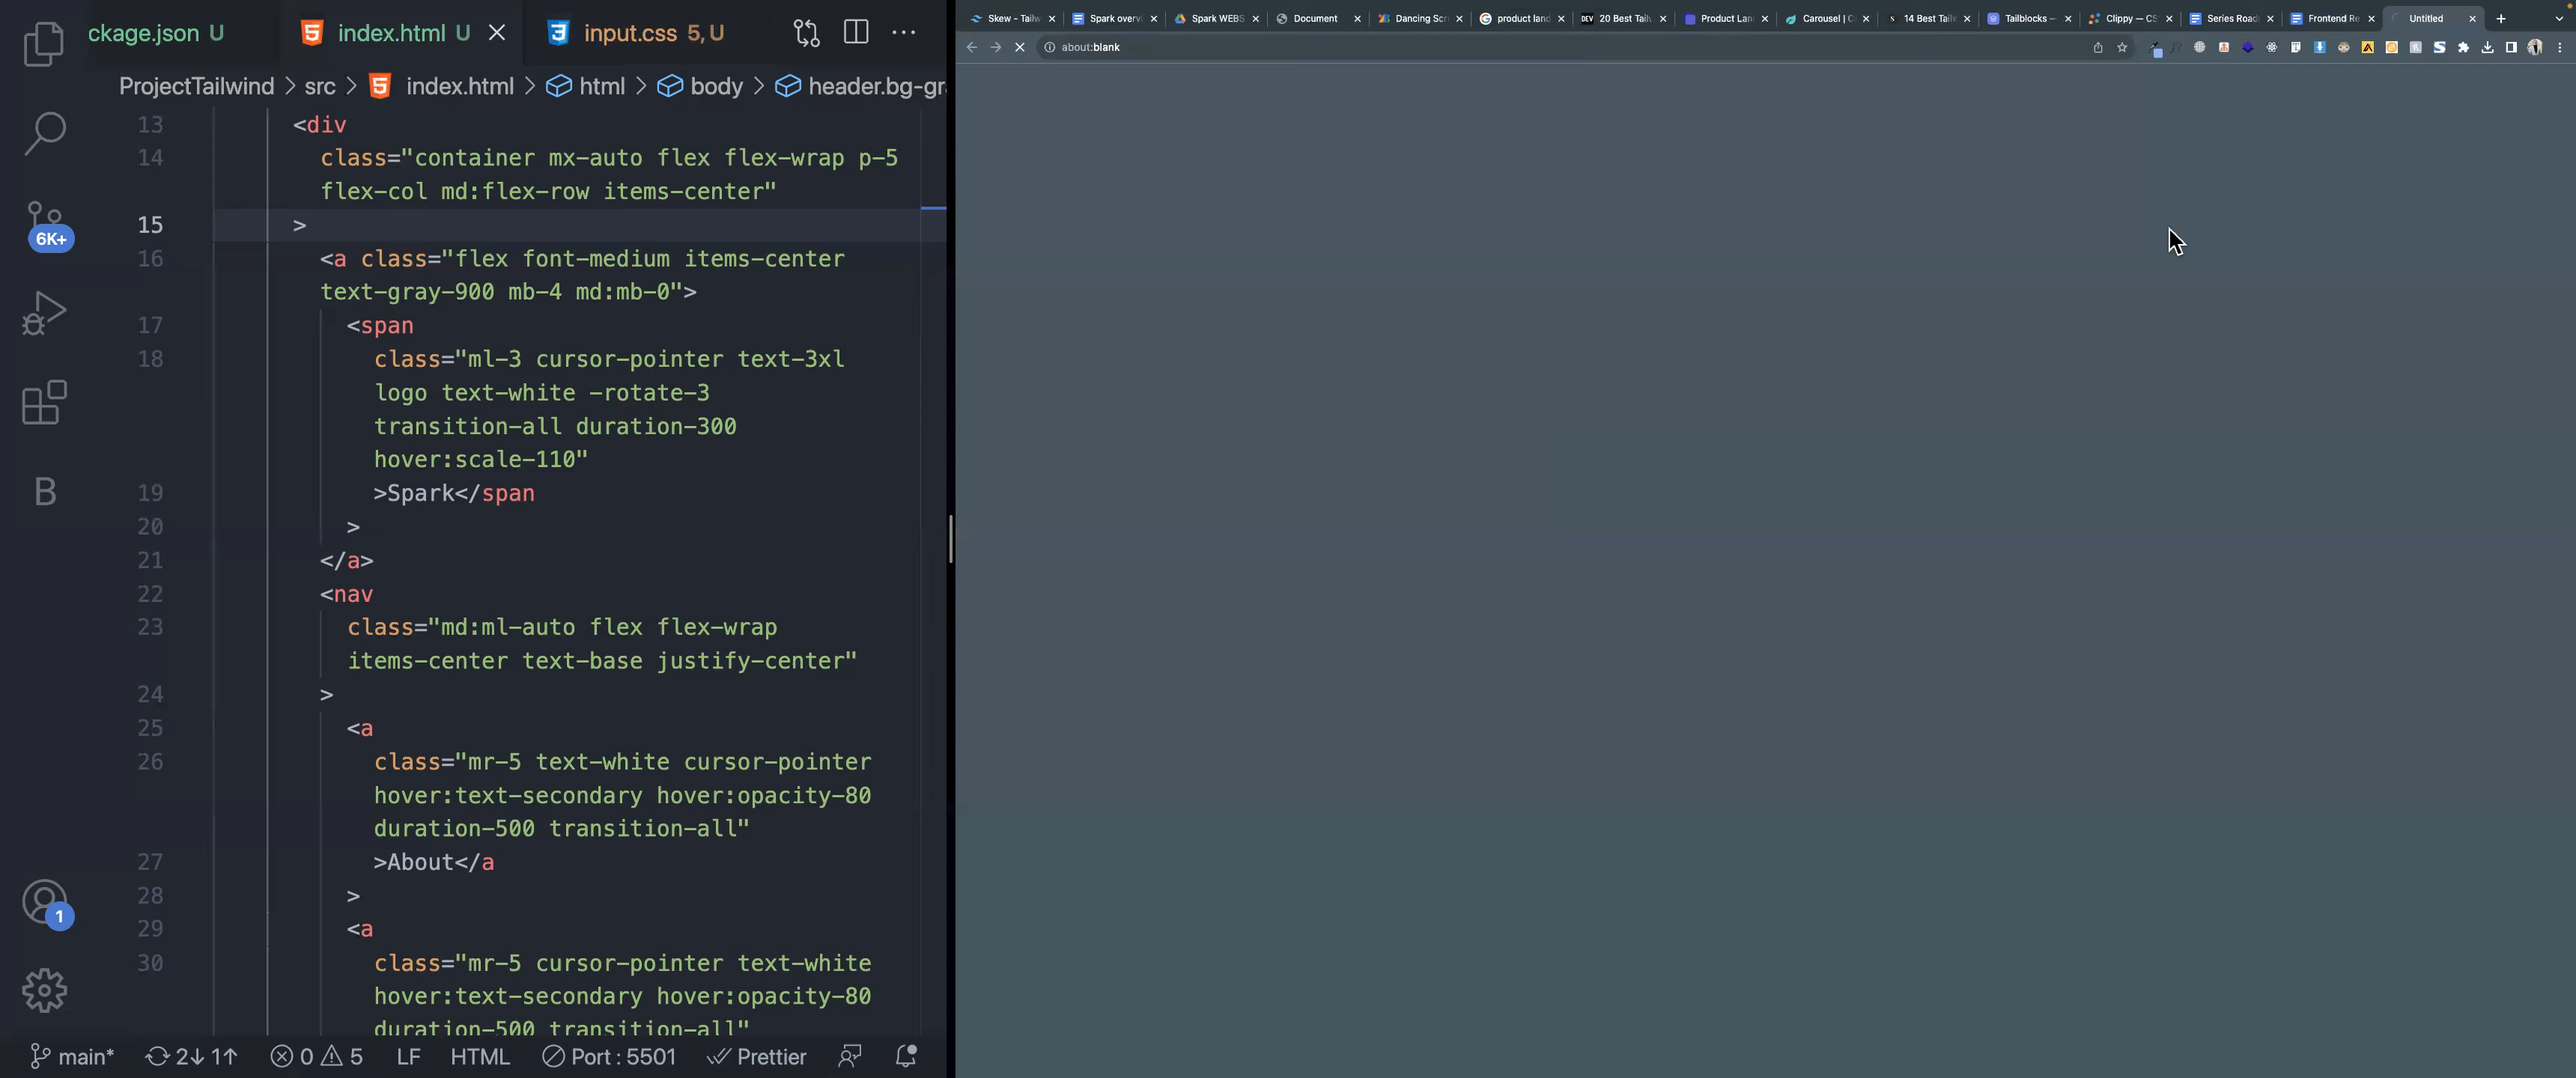 ckage.json U
index.html U
input.css 5, U
ProjectTailwind > src > index.html > html > body > header.bg-gr
13 <div
14 class="container mx-auto flex flex-wrap p-5
flex-col md:flex-row items-center"
15 >
16 <a class="flex font-medium items-center
text-gray-900 mb-4 md:mb-0">
17 <span
18 class="ml-3 cursor-pointer text-3xl
logo text-white -rotate-3
transition-all duration-300
hover:scale-110"
19 >Spark</span
20 >
21 </a>
22 <nav
23 class="md:ml-auto flex flex-wrap
items-center text-base justify-center"
24 >
25 <a
26 class="mr-5 text-white cursor-pointer
hover:text-secondary hover:opacity-80
duration-500 transition-all"
27 >About</a
28 >
29 <a
30 class="mr-5 cursor-pointer text-white
hover:text-secondary hover:opacity-80
duration-500 transition-all"
6K+
B
1
main* 2↓ 1↑ 0 5 LF HTML Port : 5501 Prettier
Skew - Tailw
Spark overvi
Spark WEBS
Document
Dancing Scr
product land
DEV 20 Best Tailw
Product Lan
Carousel | C
14 Best Tailw
Tailblocks —
Clippy — CS
Series Road
Frontend Re
Untitled
about:blank